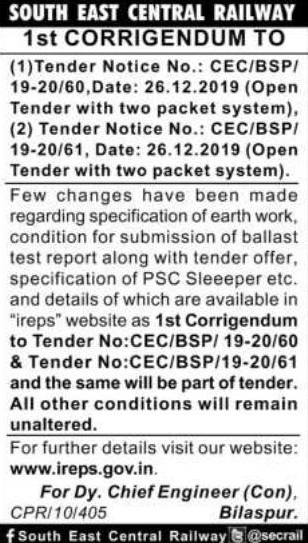 SOUTH EAST CENTRAL RAILWAY
1st CORRIGENDUM TO
(1)Tender Notice No.: CEC/BSP/
19-20/60,Date: 26.12.2019 (Open
Tender with two packet system),
(2) Tender Notice No.: CEC/BSP/
19-20/61, Date: 26.12.2019 (Open
Tender with two packet system).
Few changes have been made
regarding specification of earth work,
condition for submission of ballast
test report along with tender offer,
specification of PSC Sleeeper etc.
and details of which are available in
"ireps" website as 1st Corrigendum
to Tender No:CEC/BSP/ 19-20/60
& Tender No:CEC/BSP/19-20/61
and the same will be part of tender.
All other conditions will remain
unaltered.
For further details visit our website:
www.ireps.gov.in.
For Dy. Chief Engineer (Con),
CPR/10/405 Bilaspur.
f South East Central Railway @secrail